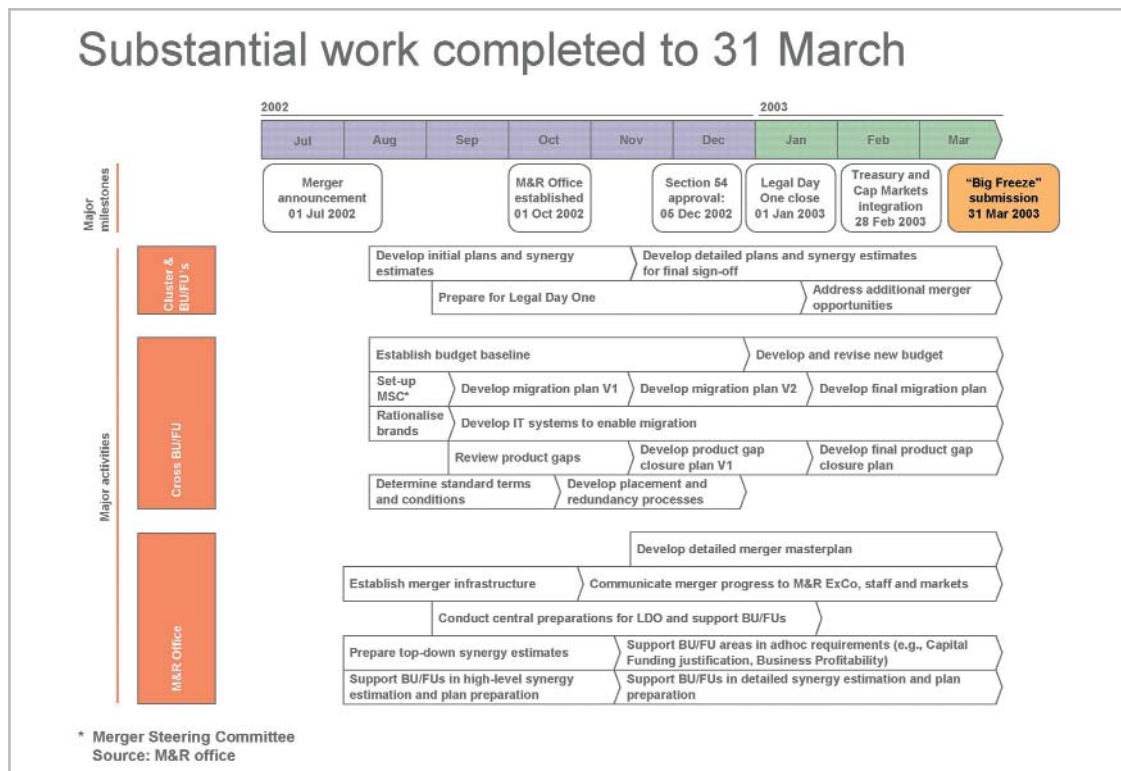 Substantial work completed to 31 March
2002
2003
Jul
Aug
Sep
Oct
Nov
Dec
Jan
Feb
Mar
Major
milestones
Merger
announcement
01 Jul 2002
M&R Office
established
01 Oct 2002
Section 54
approval:
05 Dec 2002
Legal Day
One close
01 Jan 2003
Treasury and
Cap Markets
integration
28 Feb 2003
“Big Freeze”
submission
31 Mar 2003
Major activities
Cluster &
BU/FU´s
Develop initial plans and synergy
estimates
Develop detailed plans and synergy estimates
for final sign-off
Prepare for Legal Day One
Address additional merger
opportunities
Cross BU/FU
Establish budget baseline
Develop and revise new budget
Set-up
MSC*
Develop migration plan V1
Develop migration plan V2
Develop final migration plan
Rationalise
brands
Develop IT systems to enable migration
Review product gaps
Develop product gap
closure plan V1
Develop final product gap
closure plan
Determine standard terms
and conditions
Develop placement and
redundancy processes
M&R Office
Develop detailed merger masterplan
Establish merger infrastructure
Communicate merger progress to M&R ExCo, staff and markets
Conduct central preparations for LDO and support BU/FUs
Prepare top-down synergy estimates
Support BU/FU areas in adhoc requirements (e.g., Capital
Funding justification, Business Profitability)
Support BU/FUs in high-level synergy
estimation and plan preparation
Support BU/FUs in detailed synergy estimation and plan
preparation
* Merger Steering Committee
Source: M&R office